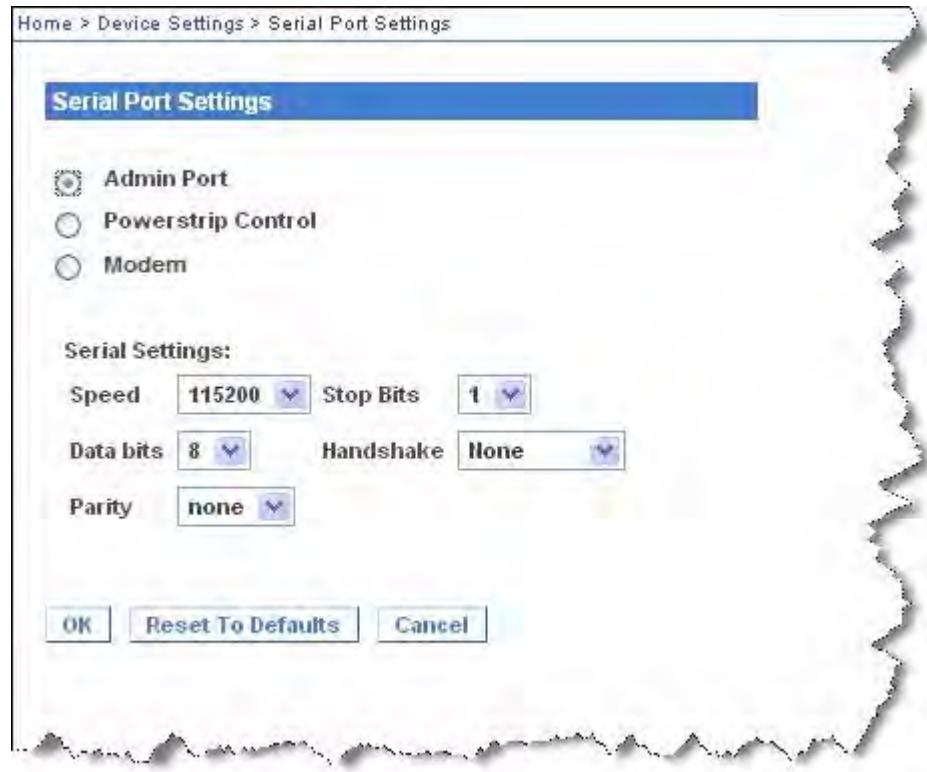 Home > Device Settings > Serial Port Settings
Serial Port Settings
Admin Port
Powerstrip Control
Modem
Serial Settings:
Speed 115200 Stop Bits 1
Data bits 8 Handshake None
Parity none
OK Reset To Defaults Cancel